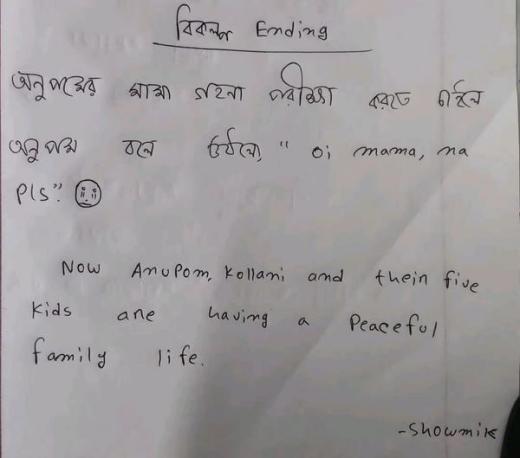 বিকল্প Ending
অনুপমের মামা গহনা পরীক্ষা করতে চাইলে
অনুপম বলে উঠলো, " oi mama, na
pls".
Now Anupom, Kollani and thein five
kids ane having a peaceful
family life.
-Showmik